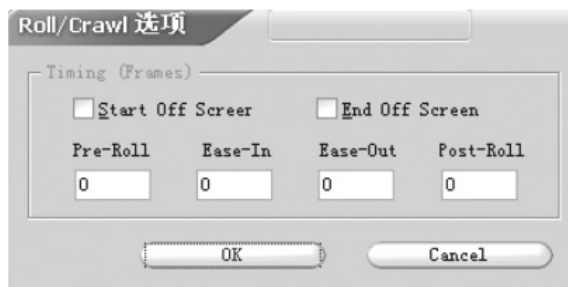 Roll/Crawl 选项
Timing (Frames)
Start Off Screer
End Off Screen
Pre-Roll Ease-In Ease-Out Post-Roll
0 0 0 0
OK Cancel